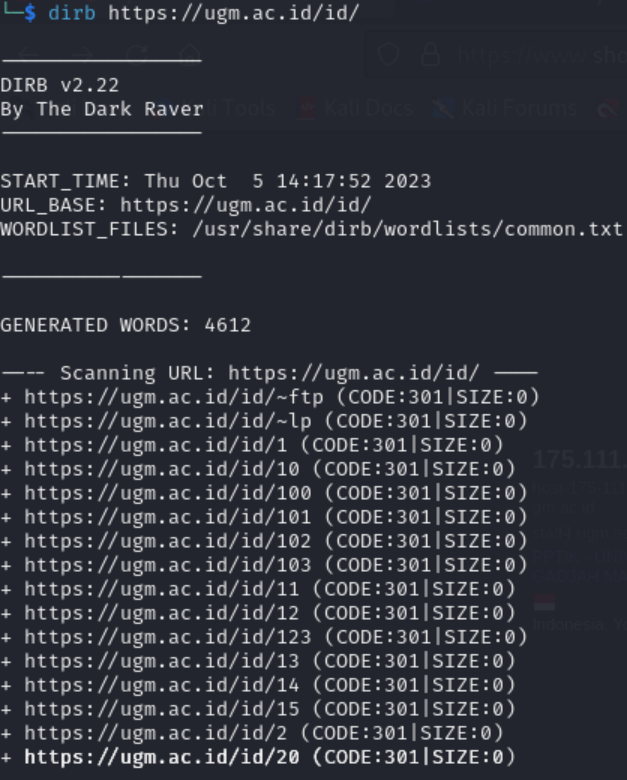 └─$ dirb https://ugm.ac.id/id/
DIRB v2.22
By The Dark Raver
Tools Kali Docs Kali Forums
START_TIME: Thu Oct  5 14:17:52 2023
URL_BASE: https://ugm.ac.id/id/
WORDLIST_FILES: /usr/share/dirb/wordlists/common.txt
GENERATED WORDS: 4612
---- Scanning URL: https://ugm.ac.id/id/ ----
+ https://ugm.ac.id/id/~ftp (CODE:301|SIZE:0)
+ https://ugm.ac.id/id/~lp (CODE:301|SIZE:0)
+ https://ugm.ac.id/id/1 (CODE:301|SIZE:0)
+ https://ugm.ac.id/id/10 (CODE:301|SIZE:0)
+ https://ugm.ac.id/id/100 (CODE:301|SIZE:0)
+ https://ugm.ac.id/id/101 (CODE:301|SIZE:0)
+ https://ugm.ac.id/id/102 (CODE:301|SIZE:0)
+ https://ugm.ac.id/id/103 (CODE:301|SIZE:0)
+ https://ugm.ac.id/id/11 (CODE:301|SIZE:0)
+ https://ugm.ac.id/id/12 (CODE:301|SIZE:0)
+ https://ugm.ac.id/id/123 (CODE:301|SIZE:0)
+ https://ugm.ac.id/id/13 (CODE:301|SIZE:0)
+ https://ugm.ac.id/id/14 (CODE:301|SIZE:0)
+ https://ugm.ac.id/id/15 (CODE:301|SIZE:0)
+ https://ugm.ac.id/id/2 (CODE:301|SIZE:0)
+ https://ugm.ac.id/id/20 (CODE:301|SIZE:0)